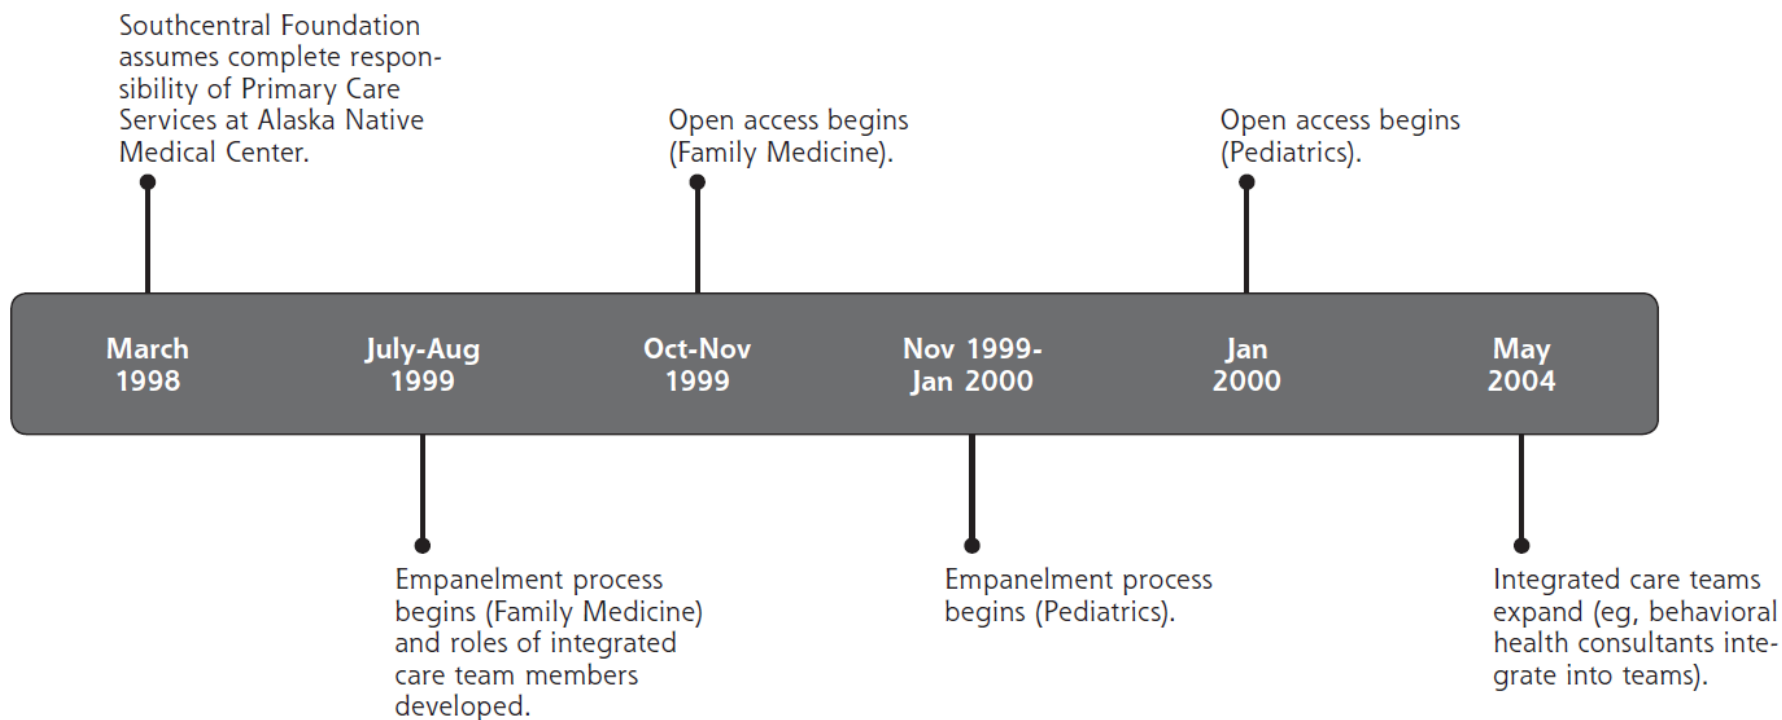 Southcentral Foundation
assumes complete respon-
sibility of Primary Care
Services at Alaska Native
Medical Center.
Open access begins
(Family Medicine).
Open access begins
(Pediatrics).
March
1998
July-Aug
1999
Oct-Nov
1999
Nov 1999-
Jan 2000
Jan
2000
May
2004
Empanelment process
begins (Family Medicine)
and roles of integrated
care team members
developed.
Empanelment process
begins (Pediatrics).
Integrated care teams
expand (eg, behavioral
health consultants inte-
grate into teams).